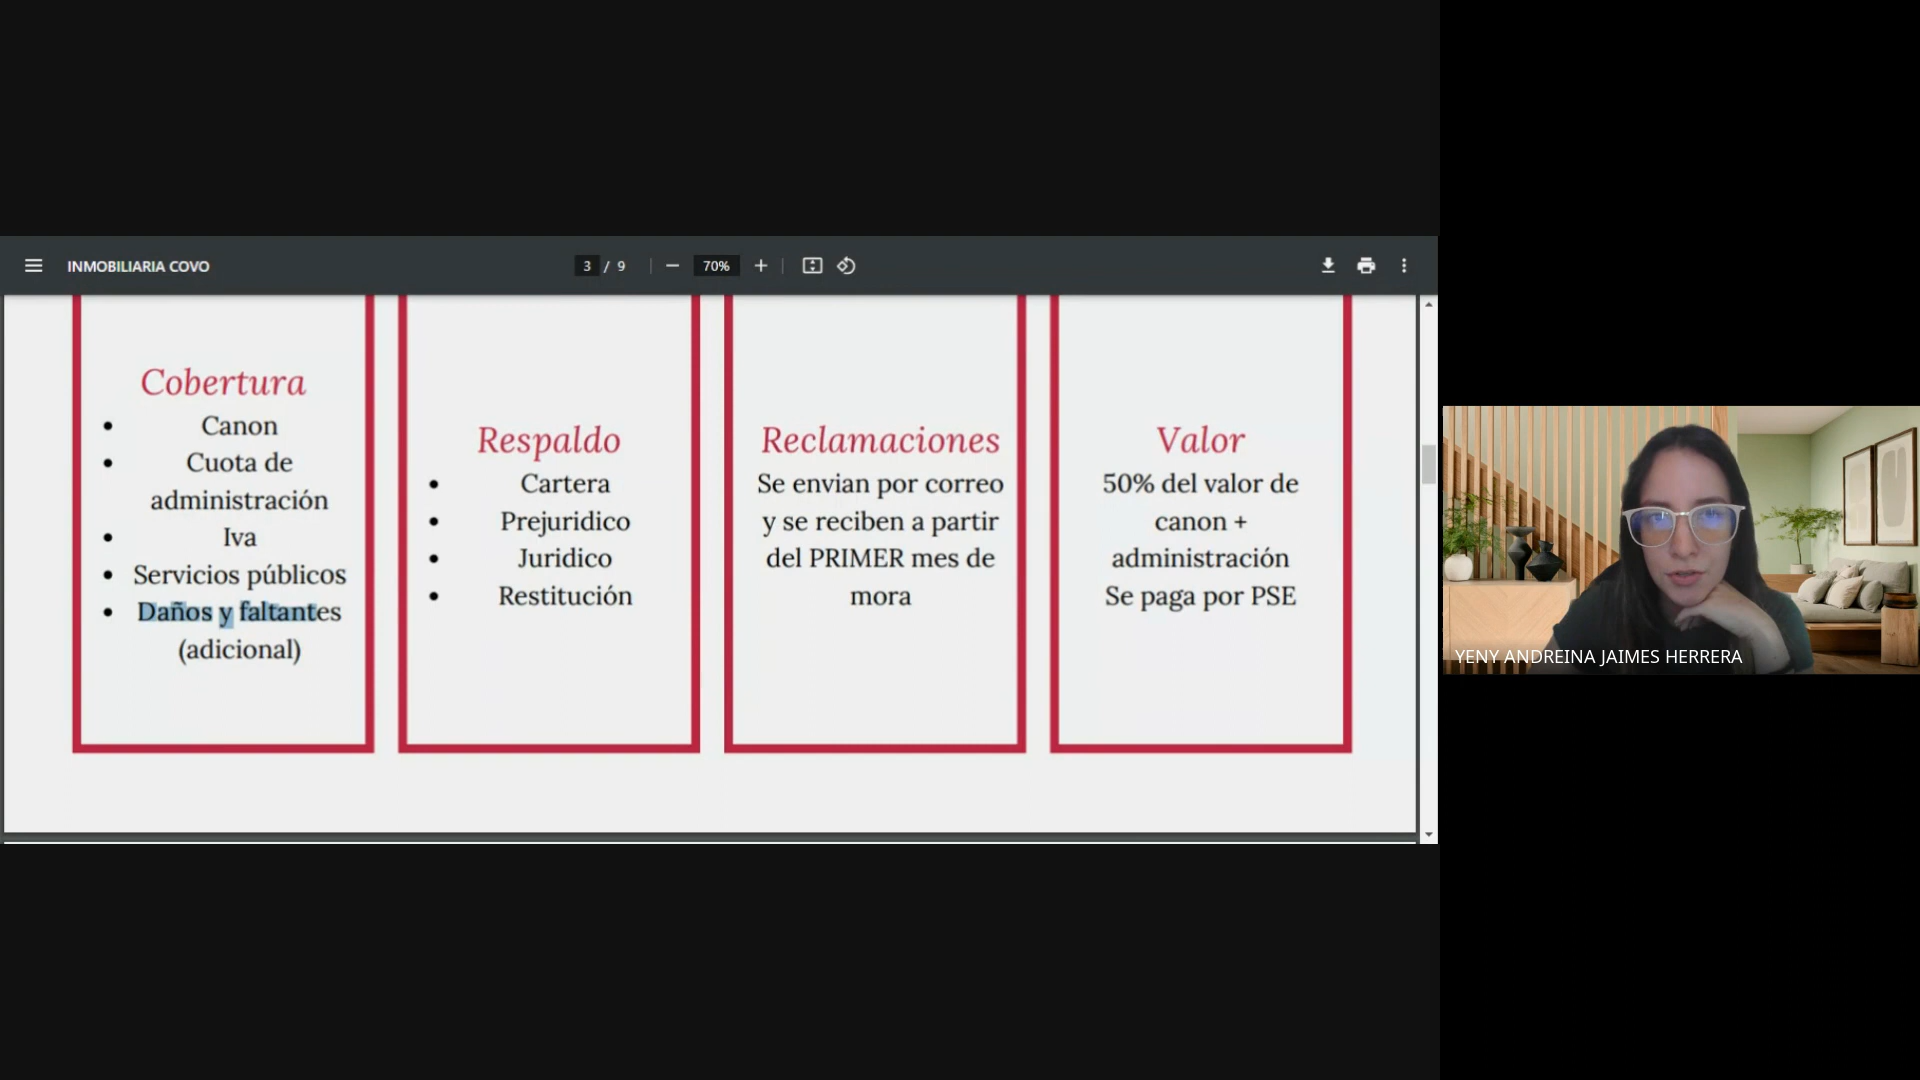 INMOBILIARIA COVO
3 / 9
70%
Cobertura
• Canon
• Cuota de
administración
• Iva
• Servicios públicos
• Daños y faltantes
(adicional)
Respaldo
• Cartera
• Prejuridico
• Juridico
• Restitución
Reclamaciones
Se envian por correo
y se reciben a partir
del PRIMER mes de
mora
Valor
50% del valor de
canon +
administración
Se paga por PSE
YENY ANDREINA JAIMES HERRERA